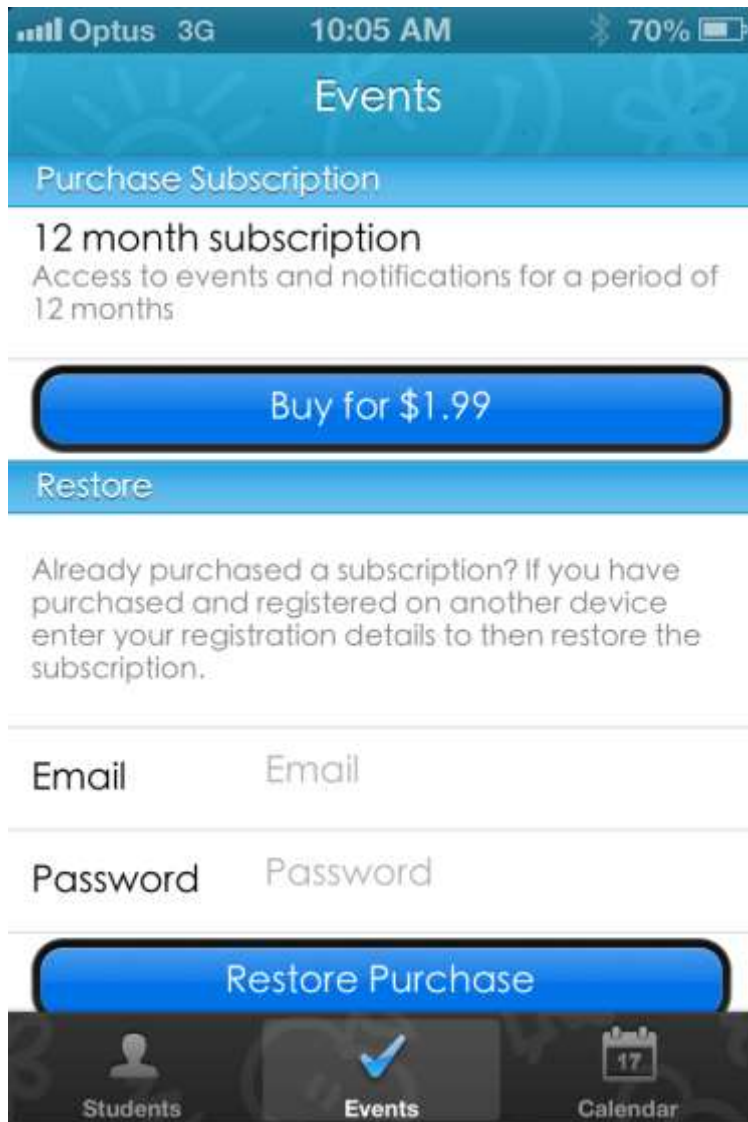 Optus 3G 10:05 AM 70%
Events
Purchase Subscription
12 month subscription
Access to events and notifications for a period of
12 months
Buy for $1.99
Restore
Already purchased a subscription? If you have
purchased and registered on another device
enter your registration details to then restore the
subscription.
Email Email
Password Password
Restore Purchase
17
Students Events Calendar